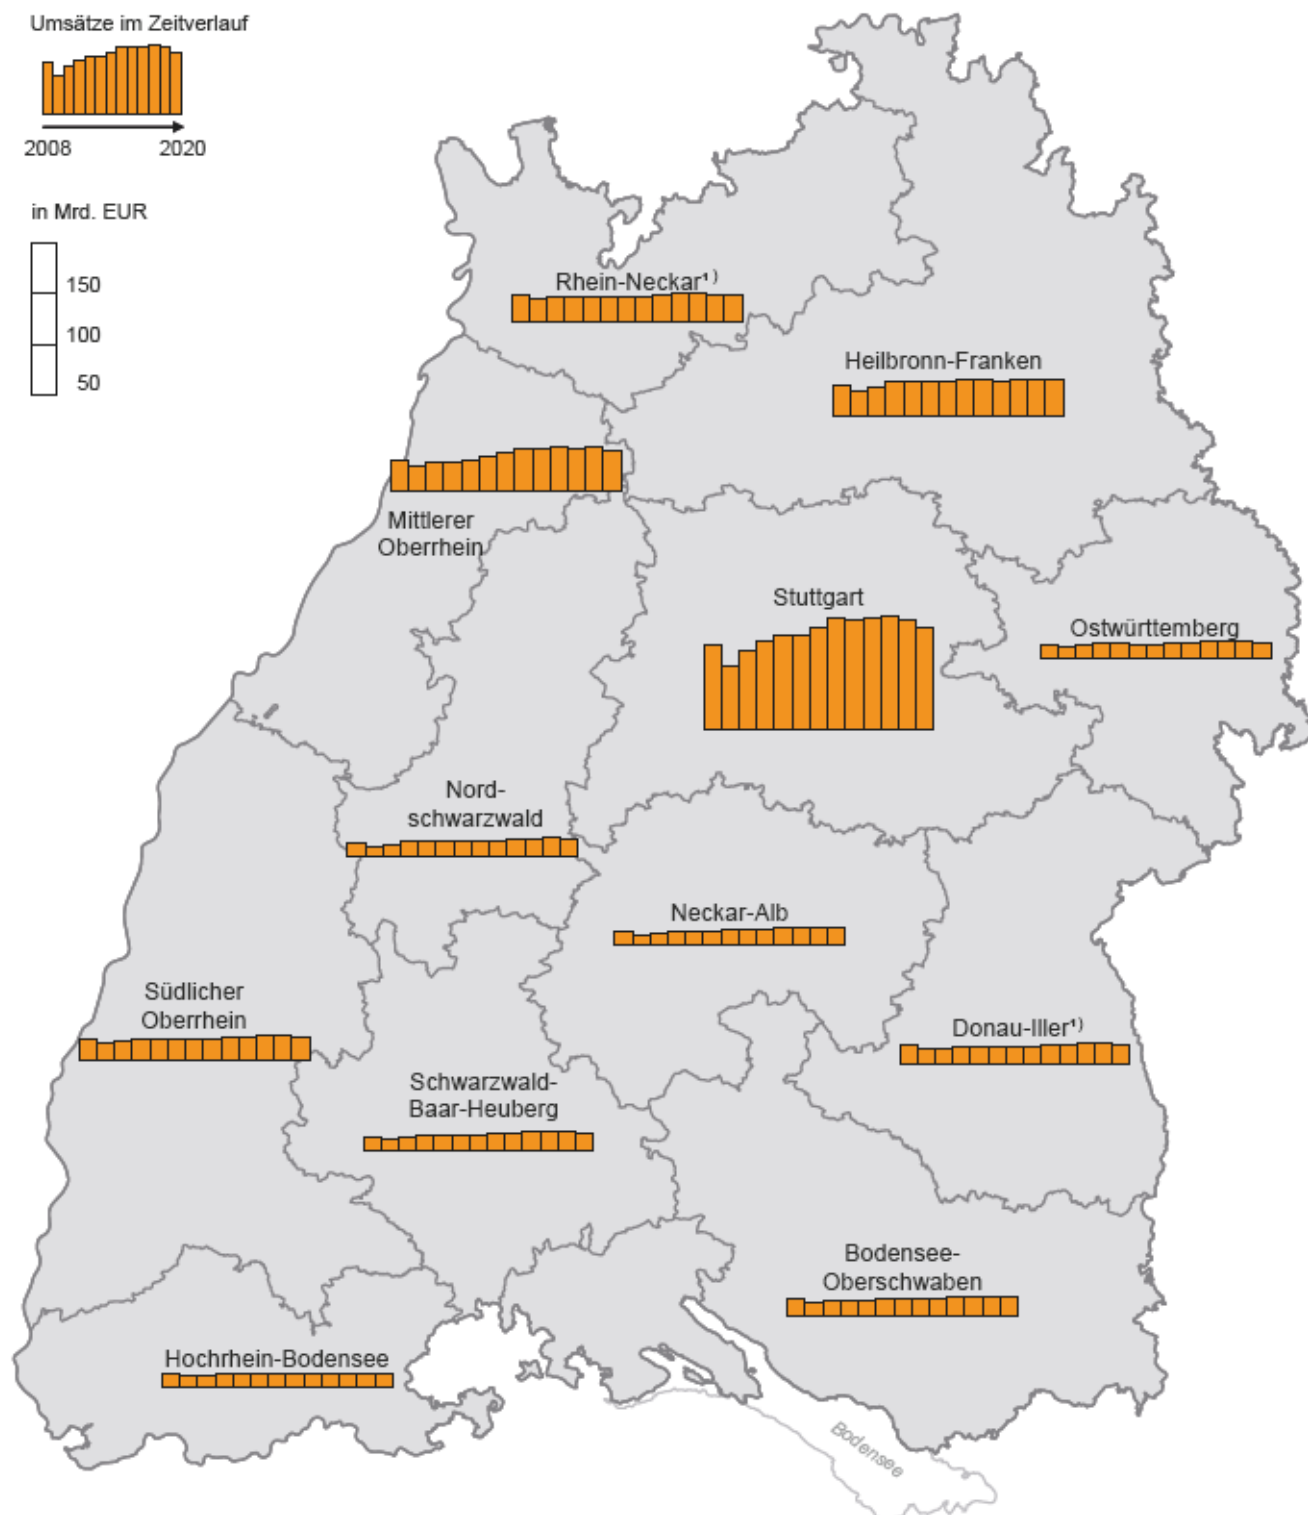 Umsätze im Zeitverlauf
2008
2020
in Mrd. EUR
150
100
50
Rhein-Neckar¹⁾
Heilbronn-Franken
Mittlerer
Oberrhein
Stuttgart
Ostwürttemberg
Nord-
schwarzwald
Neckar-Alb
Südlicher
Oberrhein
Donau-Iller¹⁾
Schwarzwald-
Baar-Heuberg
Bodensee-
Oberschwaben
Hochrhein-Bodensee
Bodensee